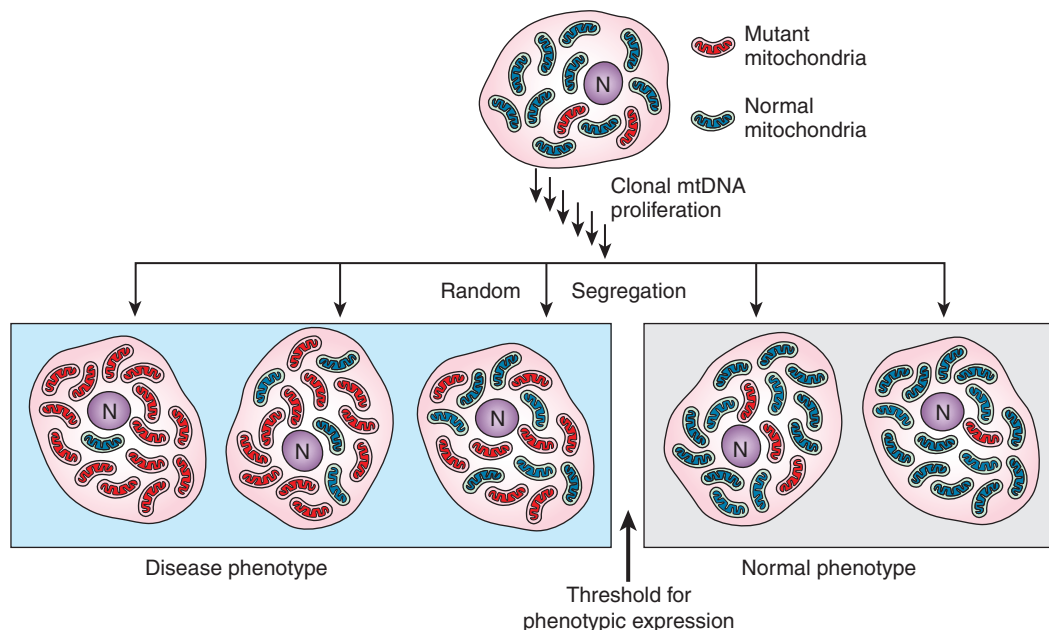 N
Mutant
mitochondria
Normal
mitochondria
Clonal mtDNA
proliferation
Random Segregation
N
N
N
N
N
Disease phenotype
Normal phenotype
Threshold for
phenotypic expression